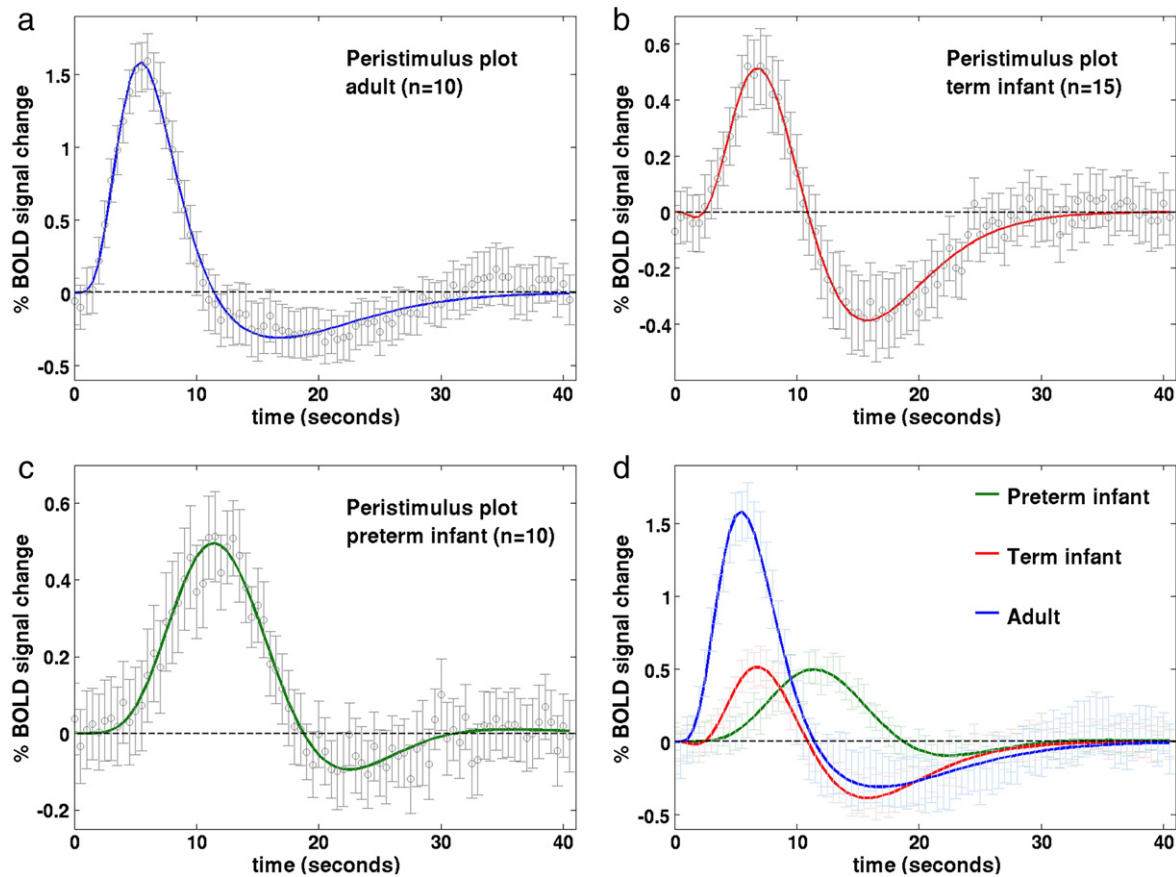 a
Peristimulus plot
adult (n=10)
% BOLD signal change
1.5
1
0.5
0
-0.5
0 10 20 30 40
time (seconds)
b
Peristimulus plot
term infant (n=15)
% BOLD signal change
0.6
0.4
0.2
0
-0.2
-0.4
0 10 20 30 40
time (seconds)
c
Peristimulus plot
preterm infant (n=10)
% BOLD signal change
0.6
0.4
0.2
0
-0.2
0 10 20 30 40
time (seconds)
d
Preterm infant
Term infant
Adult
% BOLD signal change
1.5
1
0.5
0
-0.5
0 10 20 30 40
time (seconds)